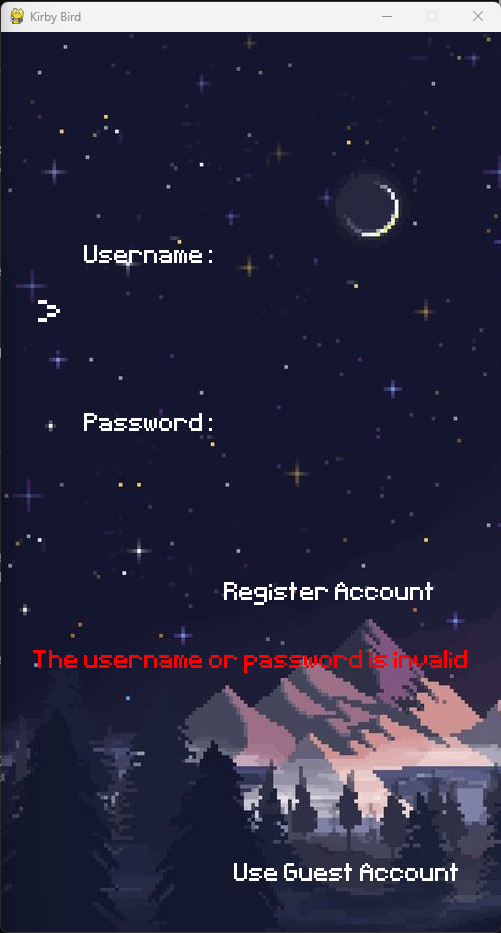 Kirby Bird
Username:
>
Password:
Register Account
The username or password is invalid
Use Guest Account